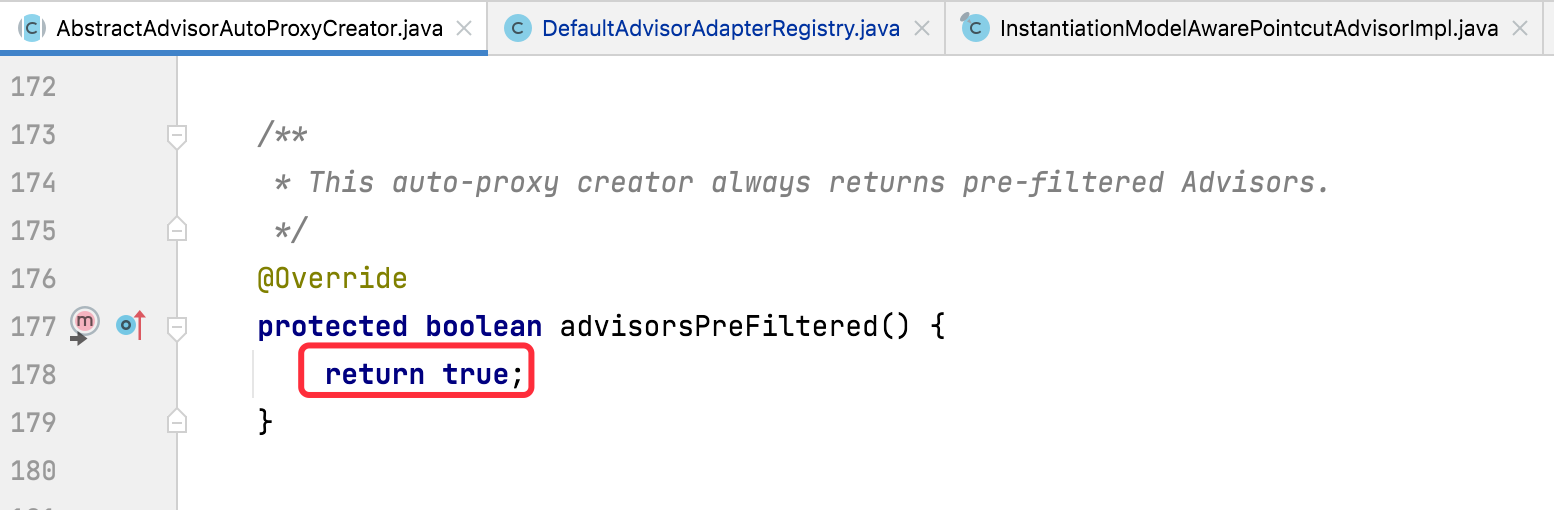 AbstractAdvisorAutoProxyCreator.java DefaultAdvisorAdapterRegistry.java InstantiationModelAwarePointcutAdvisorImpl.java
172
173 /**
174 * This auto-proxy creator always returns pre-filtered Advisors.
175 */
176 @Override
177 protected boolean advisorsPreFiltered() {
178 return true;
179 }
180